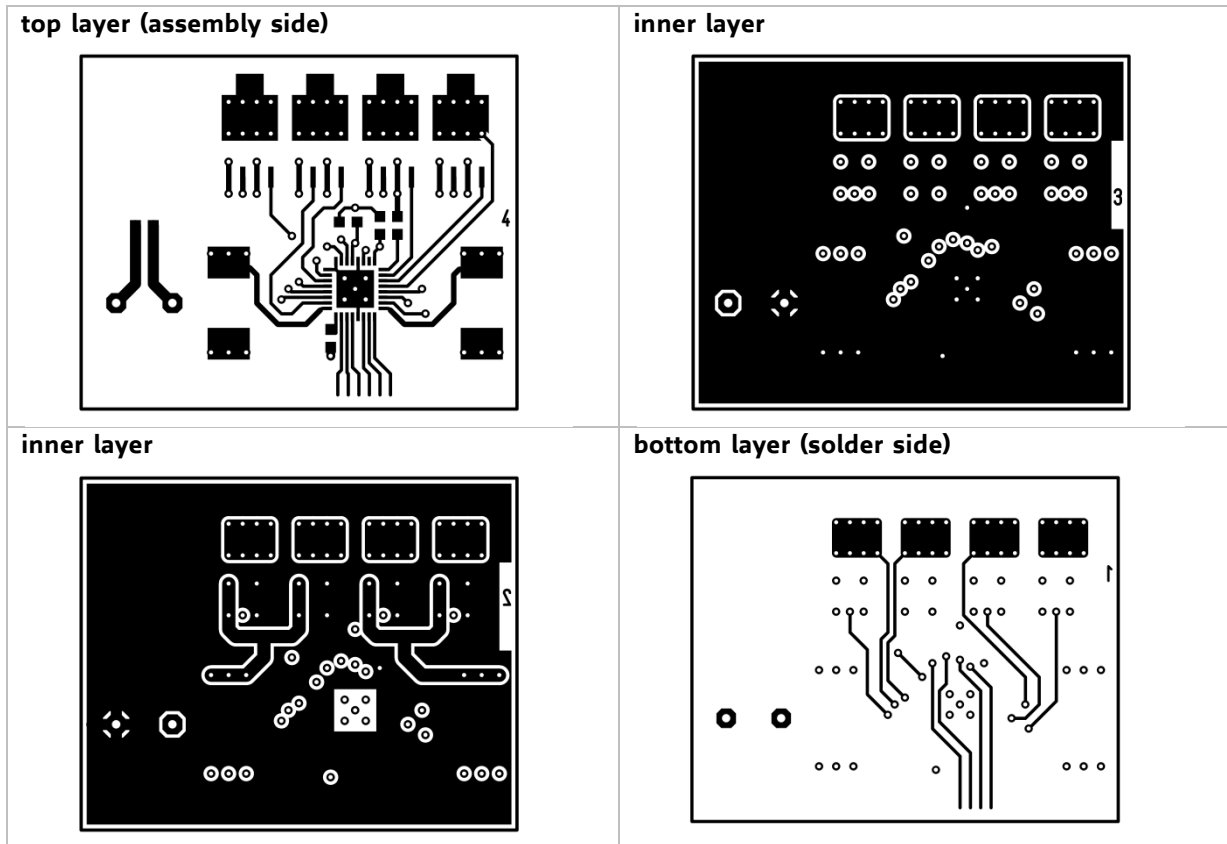 top layer (assembly side)
inner layer
4
3
inner layer
bottom layer (solder side)
2
1